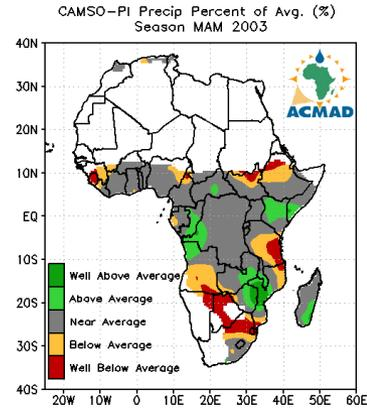 CAMSO-PI Precip Percent of Avg. (%)
Season MAM 2003
40N
30N
20N
10N
EQ
10S
20S
30S
40S
ACMAD
Well Above Average
Above Average
Near Average
Below Average
Well Below Average
20W 10W 0 10E 20E 30E 40E 50E 60E